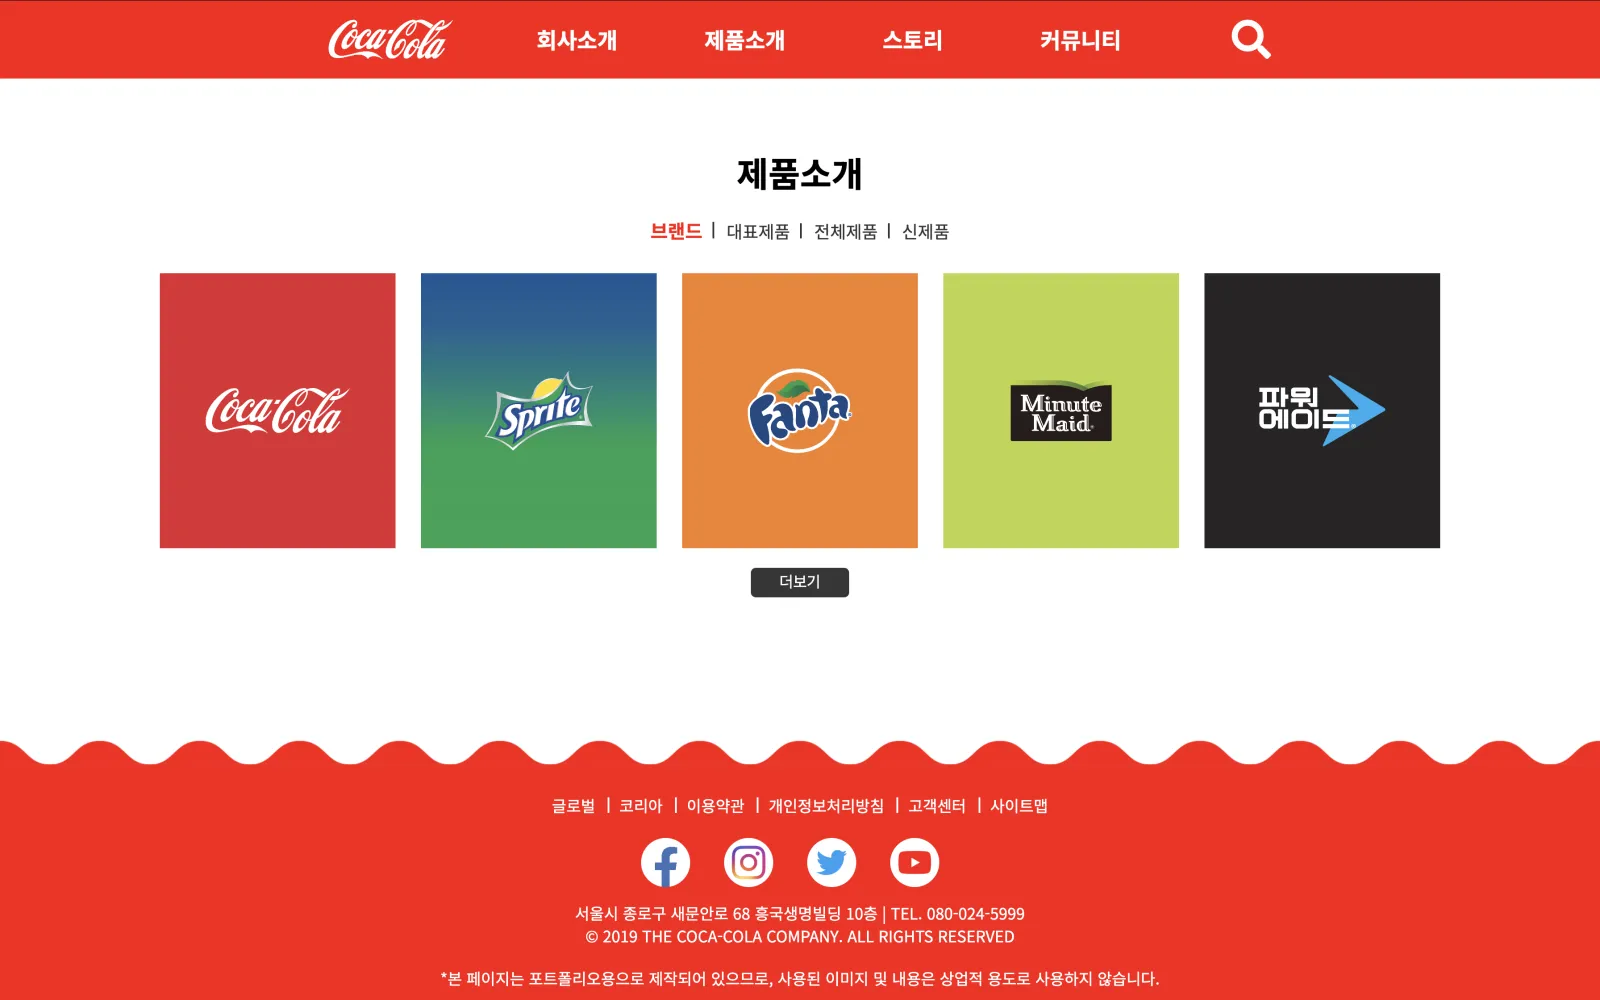 Coca-Cola 회사소개 제품소개 스토리 커뮤니티
제품소개
브랜드 | 대표제품 | 전체제품 | 신제품
Coca-Cola
Sprite
Fanta
Minute
Maid
파워
에이드
더보기
글로벌 | 코리아 | 이용약관 | 개인정보처리방침 | 고객센터 | 사이트맵
서울시 종로구 새문안로 68 흥국생명빌딩 10층 | TEL. 080-024-5999
© 2019 THE COCA-COLA COMPANY. ALL RIGHTS RESERVED
*본 페이지는 포트폴리오용으로 제작되어 있으므로, 사용된 이미지 및 내용은 상업적 용도로 사용하지 않습니다.